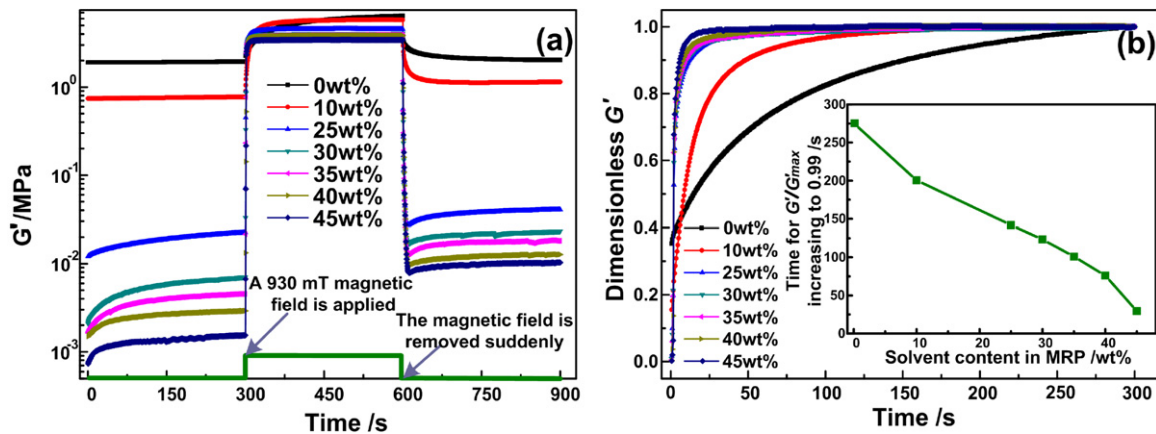 (a)
G'/MPa
10^0
10^-1
10^-2
10^-3
0wt%
10wt%
25wt%
30wt%
35wt%
40wt%
45wt%
A 930 mT magnetic
field is applied
The magnetic field is
removed suddenly
0 150 300 450 600 750 900
Time /s
(b)
Dimensionless G'
1.0
0.8
0.6
0.4
0.2
0.0
0wt%
10wt%
25wt%
30wt%
35wt%
40wt%
45wt%
Time for G'/G'max
increasing to 0.99 /s
300
250
200
150
100
50
0
0 10 20 30 40
Solvent content in MRP /wt%
0 50 100 150 200 250 300
Time /s